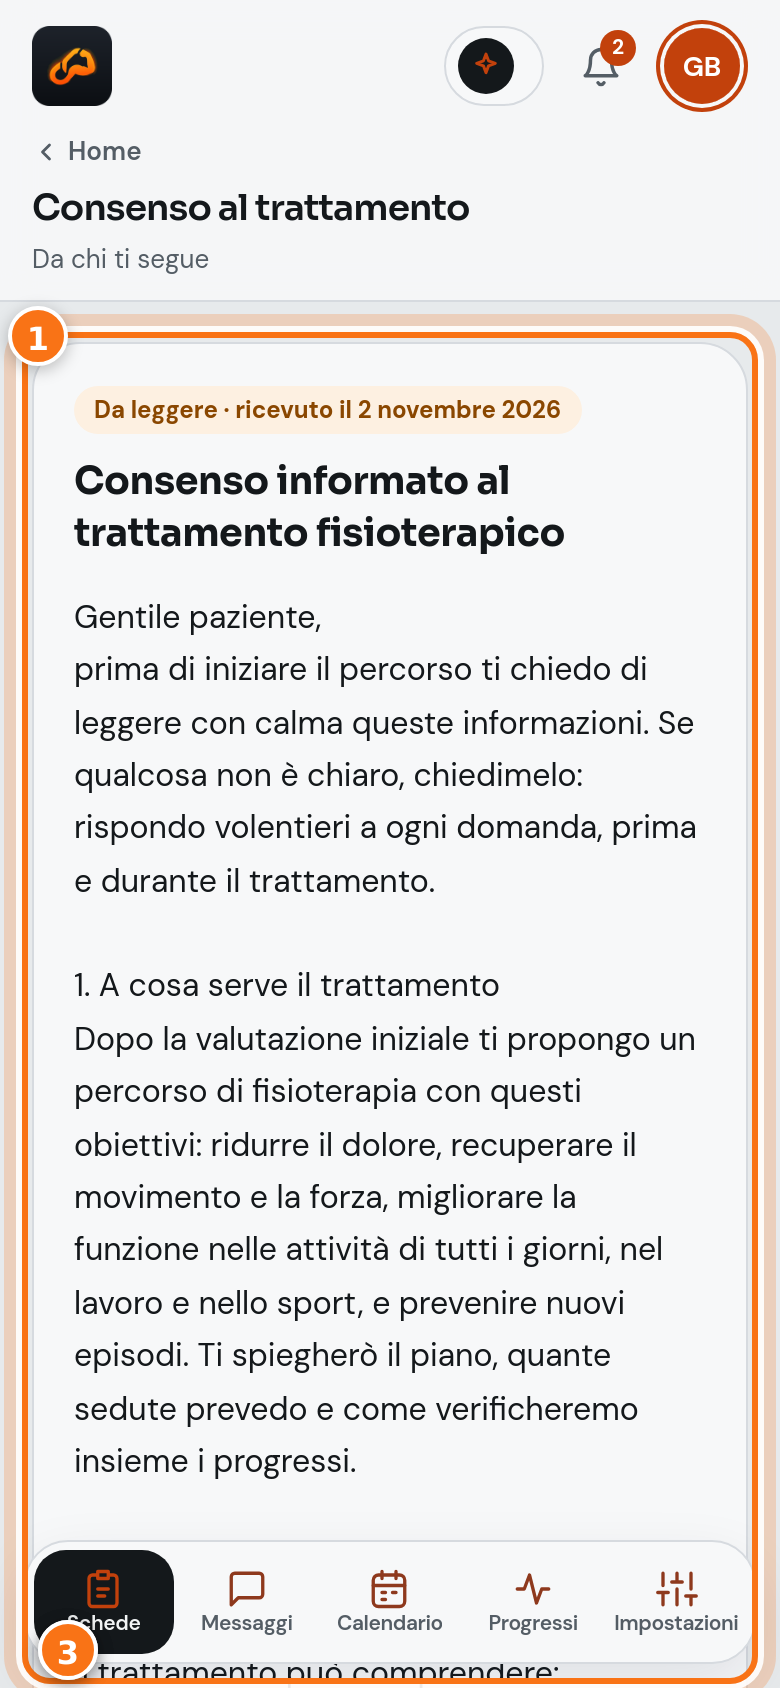 2
GB
Home
Consenso al trattamento
Da chi ti segue
1
Da leggere · ricevuto il 2 novembre 2026
Consenso informato al
trattamento fisioterapico
Gentile paziente,
prima di iniziare il percorso ti chiedo di
leggere con calma queste informazioni. Se
qualcosa non è chiaro, chiedimelo:
rispondo volentieri a ogni domanda, prima
e durante il trattamento.
1. A cosa serve il trattamento
Dopo la valutazione iniziale ti propongo un
percorso di fisioterapia con questi
obiettivi: ridurre il dolore, recuperare il
movimento e la forza, migliorare la
funzione nelle attività di tutti i giorni, nel
lavoro e nello sport, e prevenire nuovi
episodi. Ti spiegherò il piano, quante
sedute prevedo e come verificheremo
insieme i progressi.
Schede
Messaggi
Calendario
Progressi
Impostazioni
3
trattamento può comprendere: